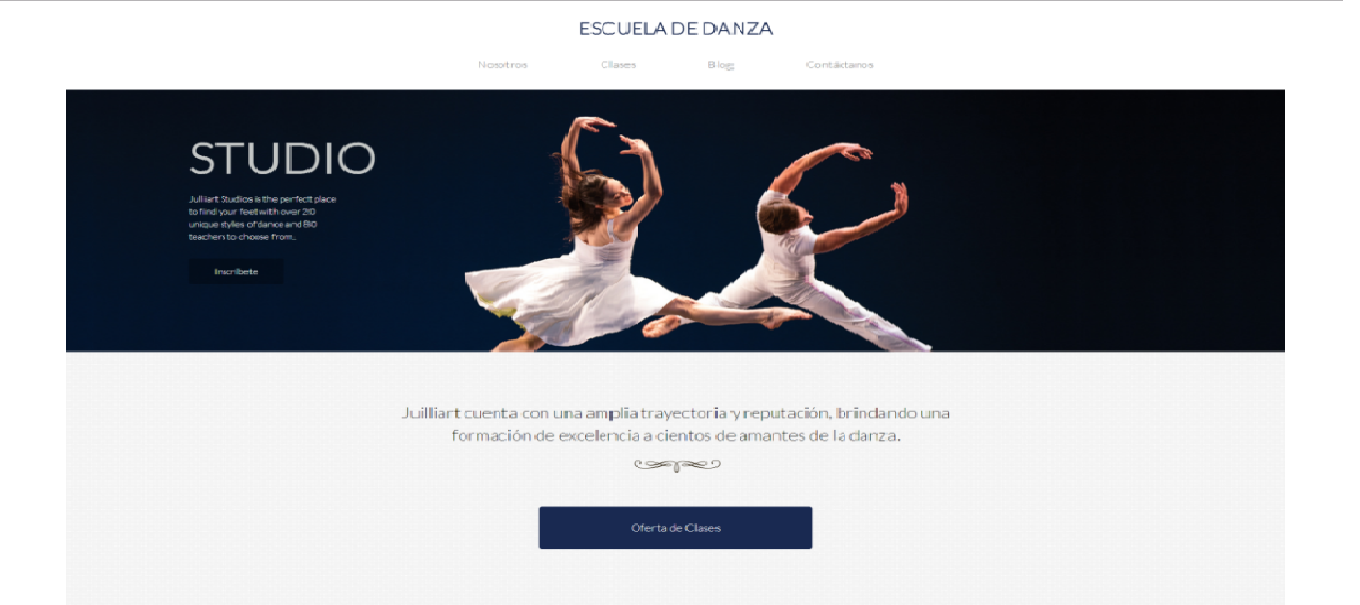 ESCUELA DE DANZA
Nosotros Clases Blog Contáctanos
STUDIO
Julliart Studios is the perfect place
to find your feet with over 20
unique styles of dance and 80
teachers to choose from..
Inscríbete
Juilliart cuenta con una amplia trayectoria y reputación, brindando una
formación de excelencia a cientos de amantes de la danza.
Oferta de Clases